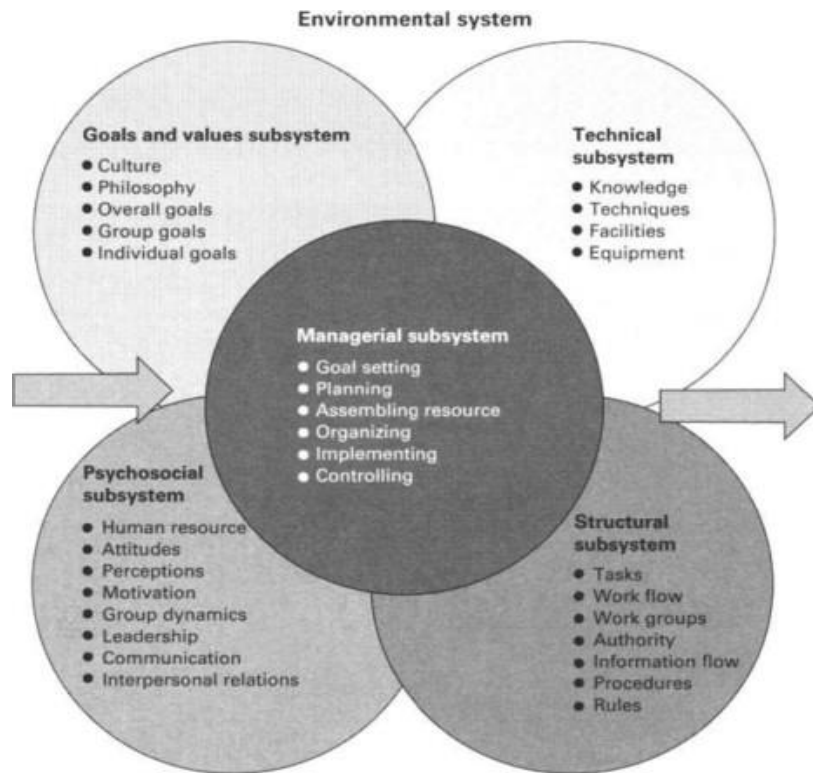 Environmental system
Goals and values subsystem
● Culture
● Philosophy
● Overall goals
● Group goals
● Individual goals
Technical
subsystem
● Knowledge
● Techniques
● Facilities
● Equipment
Managerial subsystem
● Goal setting
● Planning
● Assembling resource
● Organizing
● Implementing
● Controlling
Psychosocial
subsystem
● Human resource
● Attitudes
● Perceptions
● Motivation
● Group dynamics
● Leadership
● Communication
● Interpersonal relations
Structural
subsystem
● Tasks
● Work flow
● Work groups
● Authority
● Information flow
● Procedures
● Rules